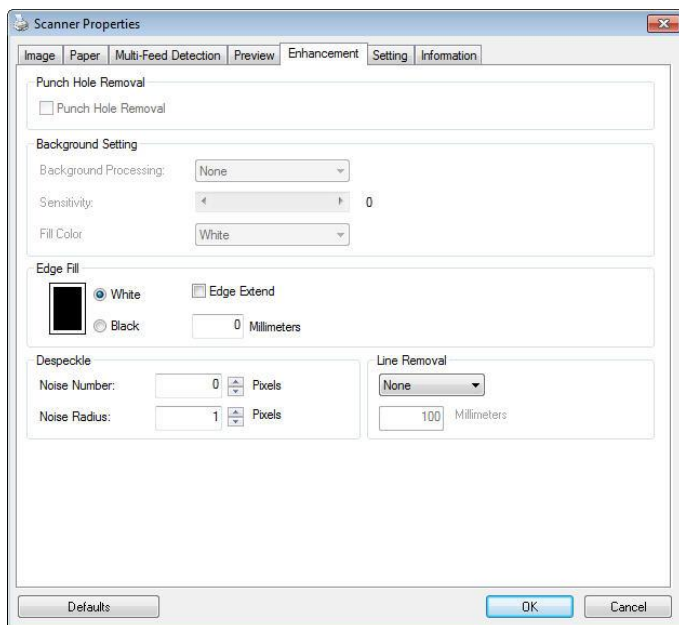 Scanner Properties
Image Paper Multi-Feed Detection Preview Enhancement Setting Information
Punch Hole Removal
Punch Hole Removal
Background Setting
Background Processing: None
Sensitivity: 0
Fill Color White
Edge Fill
White Edge Extend
Black 0 Millimeters
Despeckle Line Removal
Noise Number: 0 Pixels None
Noise Radius: 1 Pixels 100 Millimeters
Defaults OK Cancel